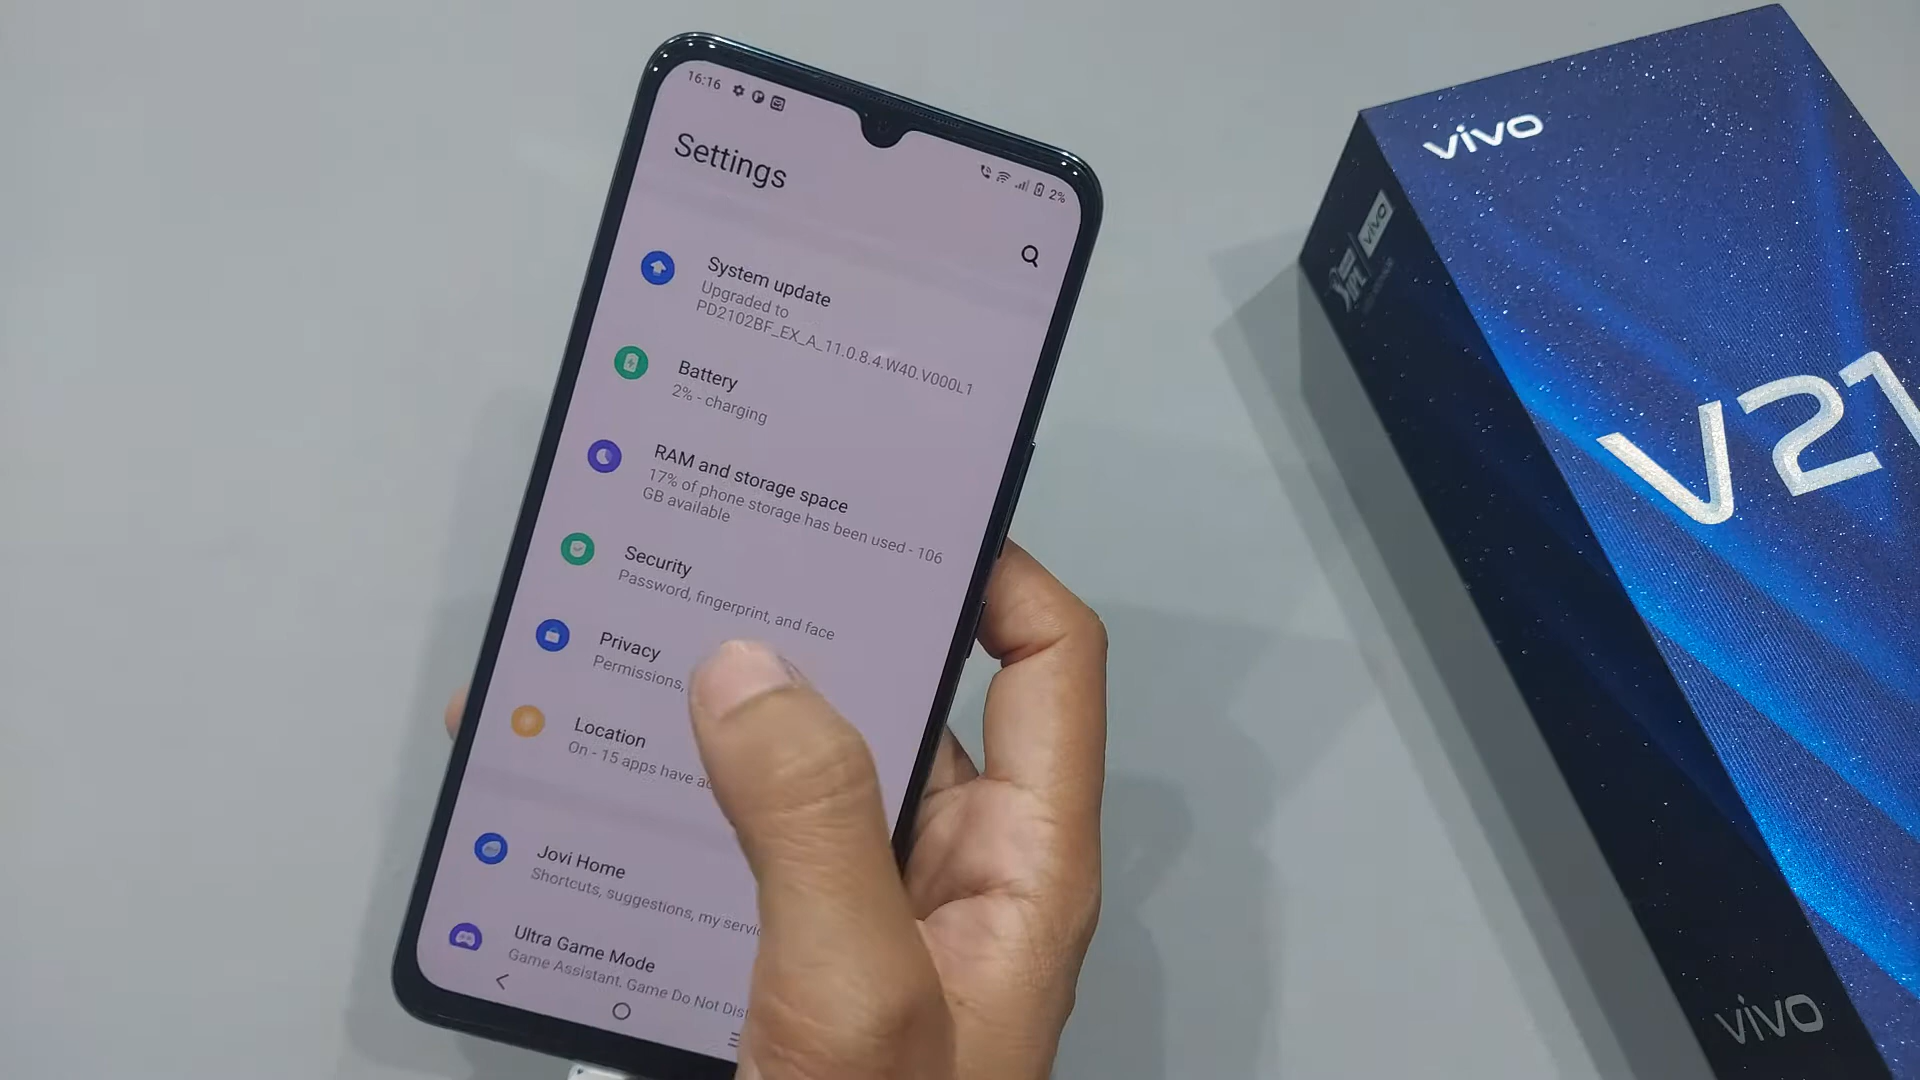 16:16
2%
Settings
System update
Upgraded to
PD2102BF_EX_A_11.0.8.4.W40.V000L1
Battery
2% - charging
RAM and storage space
17% of phone storage has been used - 106
GB available
Security
Password, fingerprint, and face
Privacy
Permissions,
Location
On - 15 apps have
Jovi Home
Shortcuts, suggestions, my
Ultra Game Mode
Game Assistant, Game Do Not
vivo
vivo
IPL
V21
vivo